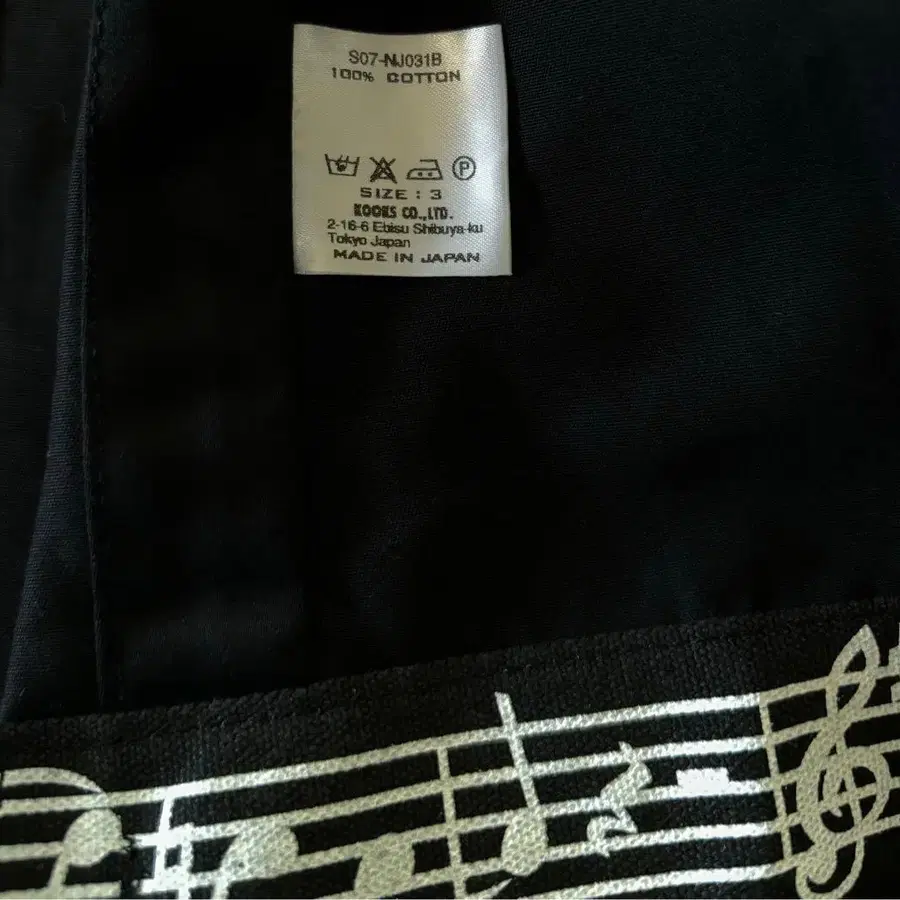 S07-NJ031B
100% COTTON
SIZE : 3
KOOKS CO.,LTD.
2-16-6 Ebisu Shibuya-ku
Tokyo Japan
MADE IN JAPAN